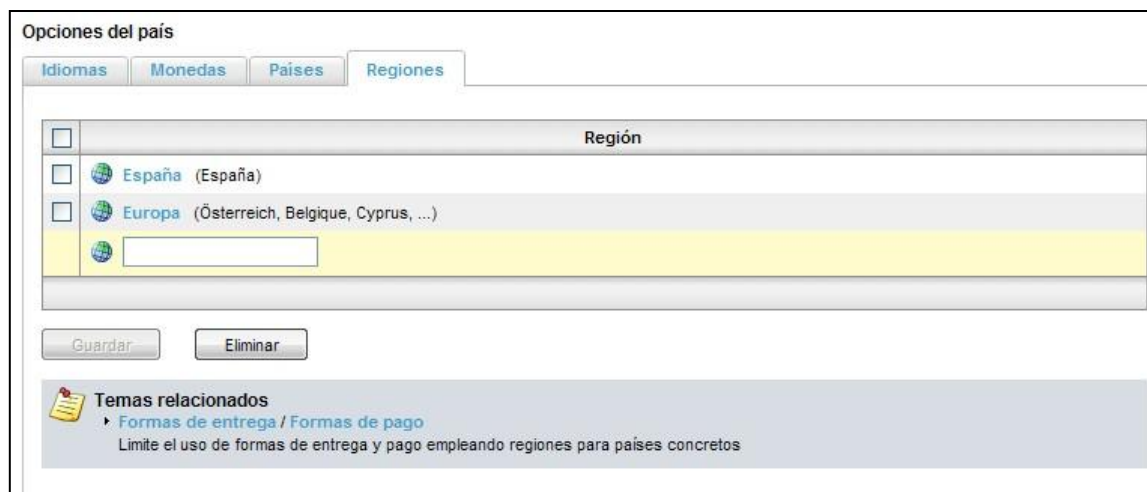 Opciones del país
Idiomas Monedas Países Regiones
Región
España (España)
Europa (Österreich, Belgique, Cyprus, ...)
Guardar Eliminar
Temas relacionados
Formas de entrega / Formas de pago
Limite el uso de formas de entrega y pago empleando regiones para países concretos